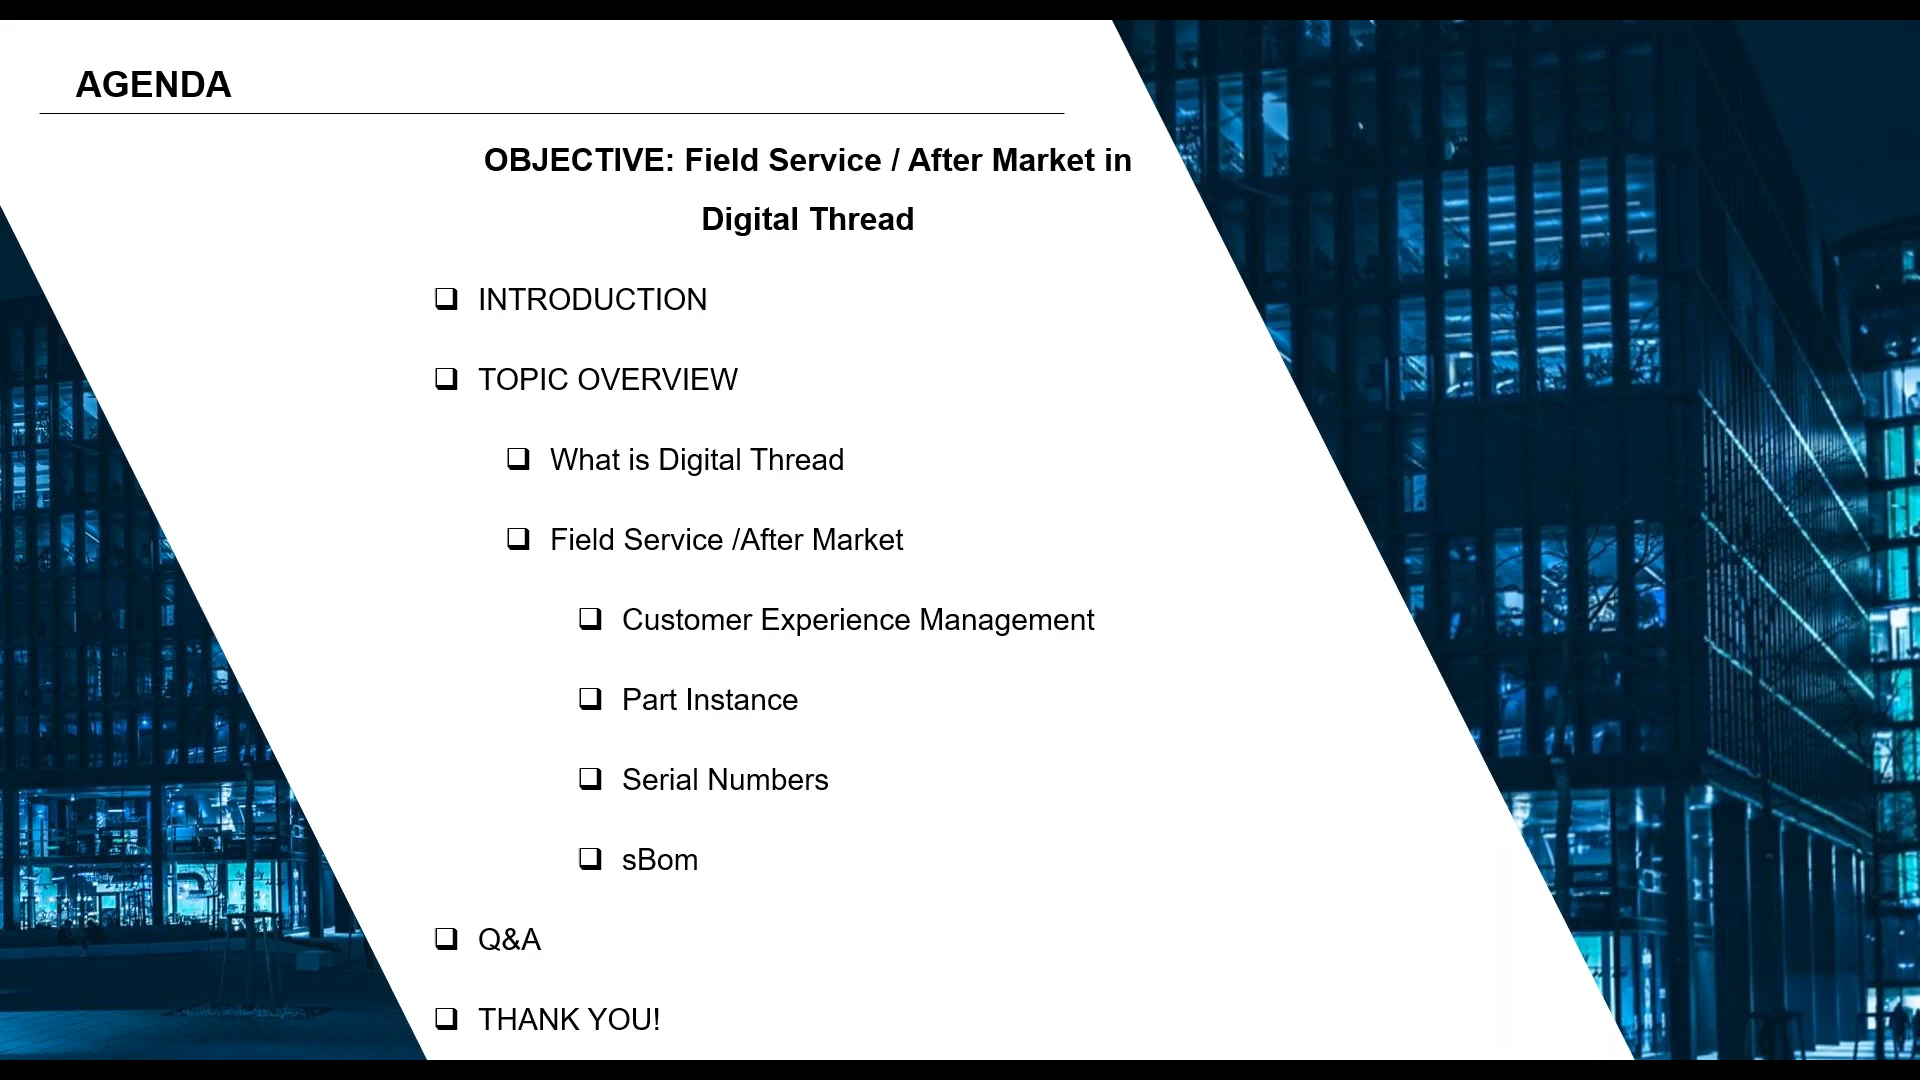 AGENDA
OBJECTIVE: Field Service / After Market in
Digital Thread
❑ INTRODUCTION
❑ TOPIC OVERVIEW
❑ What is Digital Thread
❑ Field Service /After Market
❑ Customer Experience Management
❑ Part Instance
❑ Serial Numbers
❑ sBom
❑ Q&A
❑ THANK YOU!